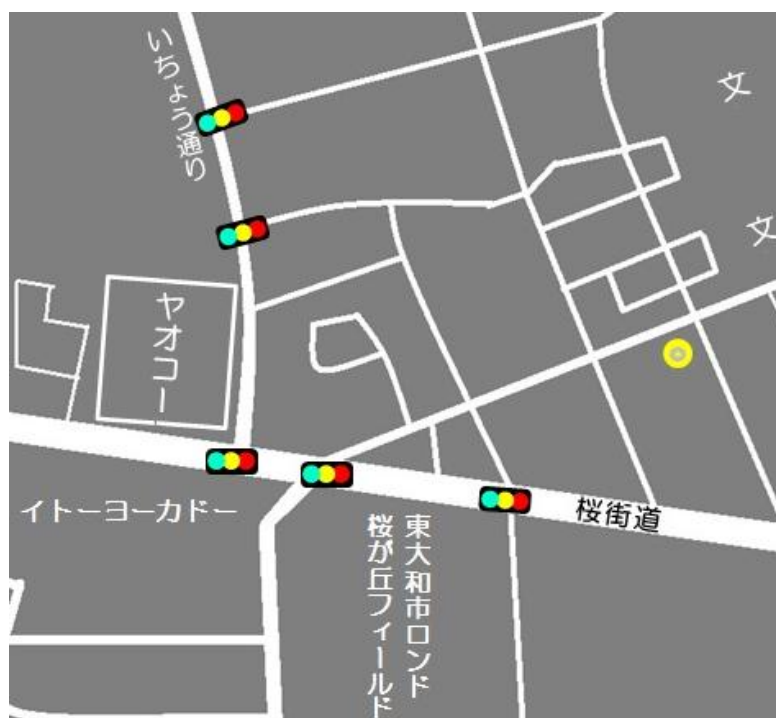 いちょう通り
文
文
ヤオコー
イトーヨーカドー
桜街道
東大和市ロンド
桜が丘フィールド